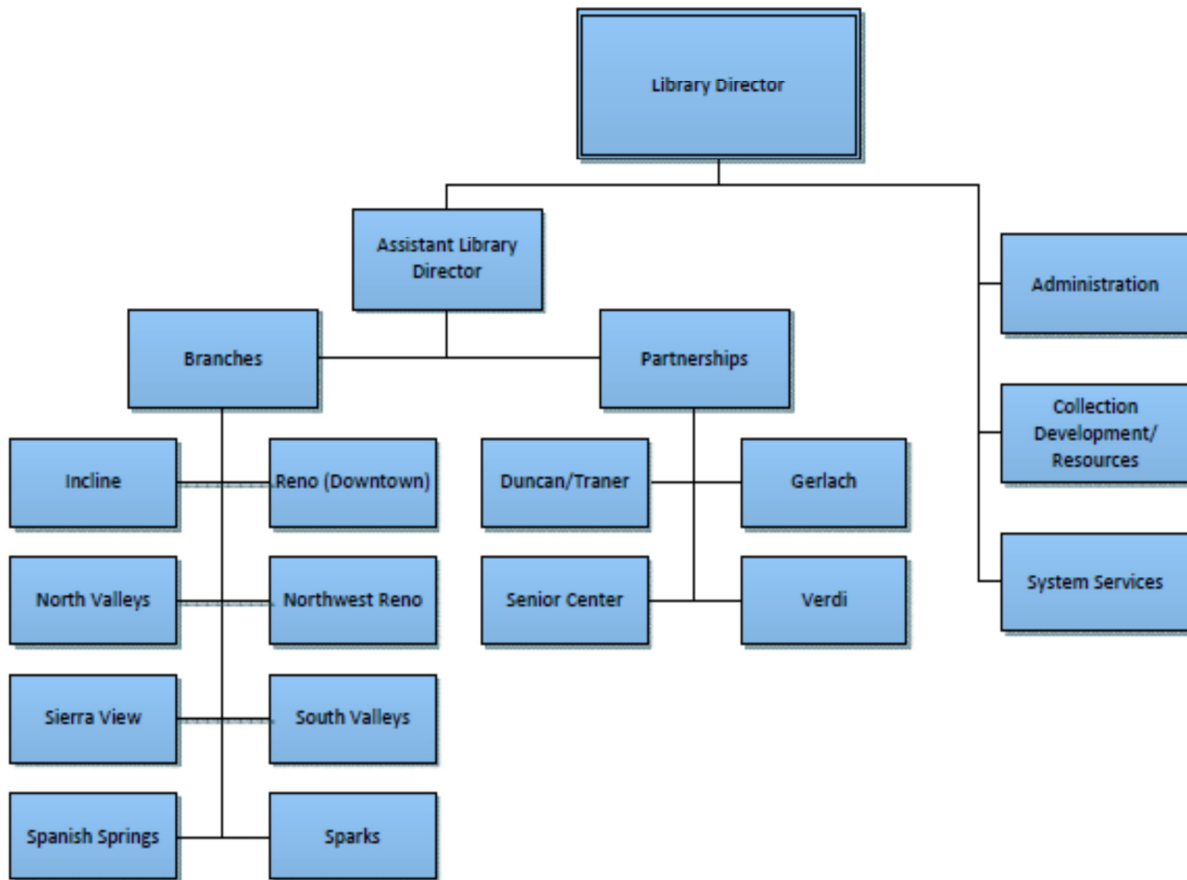 Library Director
Assistant Library
Director
Administration
Branches
Partnerships
Collection
Development/
Resources
Incline
Reno (Downtown)
Duncan/Traner
Gerlach
System Services
North Valleys
Northwest Reno
Senior Center
Verdi
Sierra View
South Valleys
Spanish Springs
Sparks